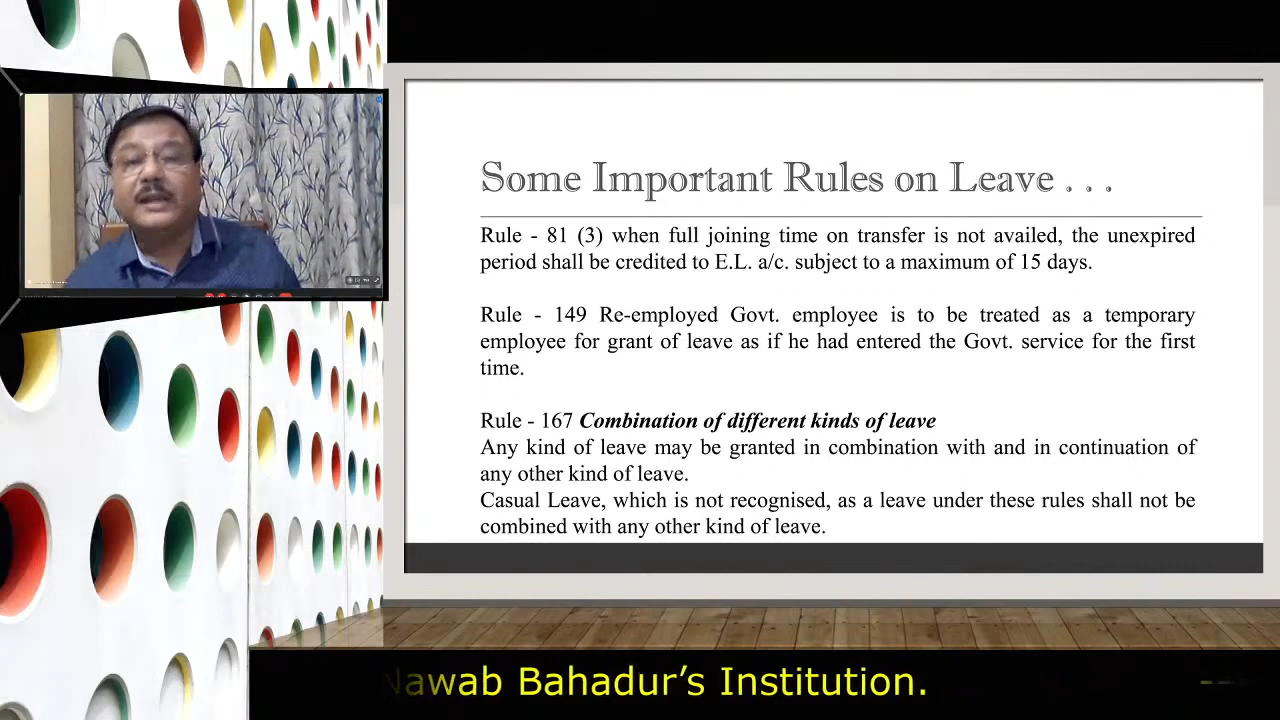 Some Important Rules on Leave . . .
Rule - 81 (3) when full joining time on transfer is not availed, the unexpired
period shall be credited to E.L. a/c. subject to a maximum of 15 days.
Rule - 149 Re-employed Govt. employee is to be treated as a temporary
employee for grant of leave as if he had entered the Govt. service for the first
time.
Rule - 167 Combination of different kinds of leave
Any kind of leave may be granted in combination with and in continuation of
any other kind of leave.
Casual Leave, which is not recognised, as a leave under these rules shall not be
combined with any other kind of leave.
Nawab Bahadur’s Institution.